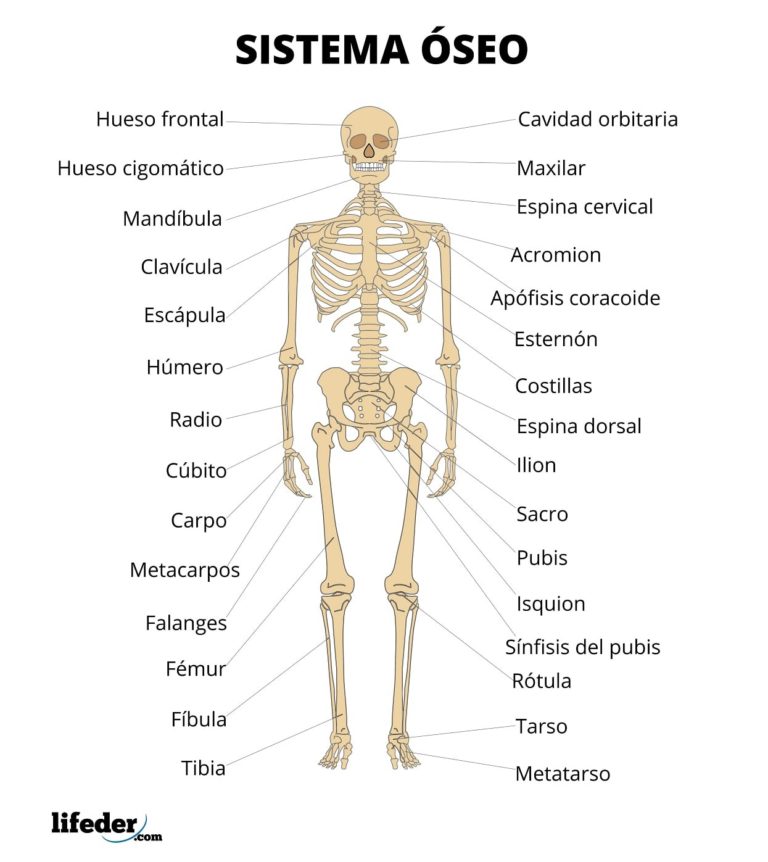 SISTEMA ÓSEO
Hueso frontal
Hueso cigomático
Mandíbula
Clavícula
Escápula
Húmero
Radio
Cúbito
Carpo
Metacarpos
Falanges
Fémur
Fíbula
Tibia
Cavidad orbitaria
Maxilar
Espina cervical
Acromion
Apófisis coracoide
Esternón
Costillas
Espina dorsal
Ilion
Sacro
Pubis
Isquion
Sínfisis del pubis
Rótula
Tarso
Metatarso
lifeder.com